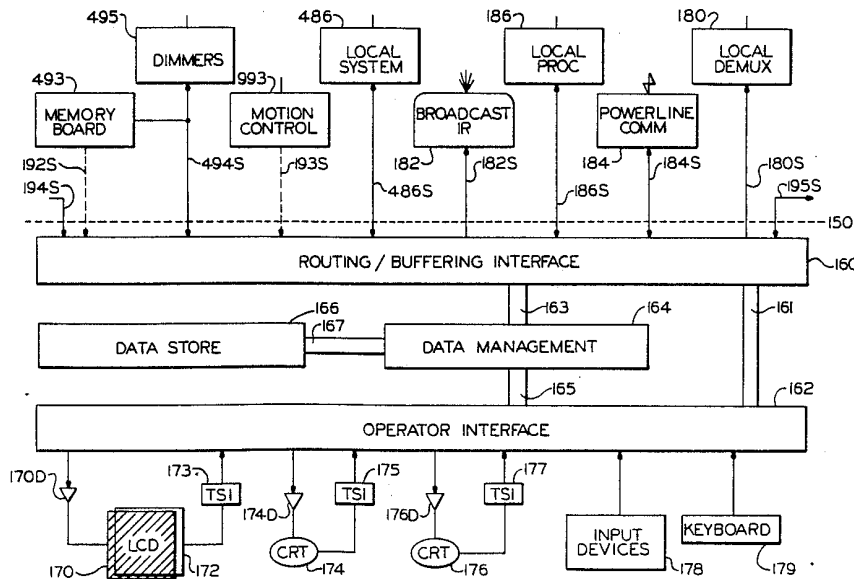 495
DIMMERS
486
LOCAL
SYSTEM
186
LOCAL
PROC
180
LOCAL
DEMUX
493
MEMORY
BOARD
993
MOTION
CONTROL
BROADCAST
IR
POWERLINE
COMM
192S
194S
494S
193S
486S
182
182S
186S
184
184S
180S
195S
150
ROUTING / BUFFERING INTERFACE
160
163
161
166
167
164
DATA STORE
DATA MANAGEMENT
165
162
OPERATOR INTERFACE
170D
173
TSI
174D
175
TSI
176D
177
TSI
LCD
170
172
CRT
174
CRT
176
INPUT
DEVICES
178
KEYBOARD
179